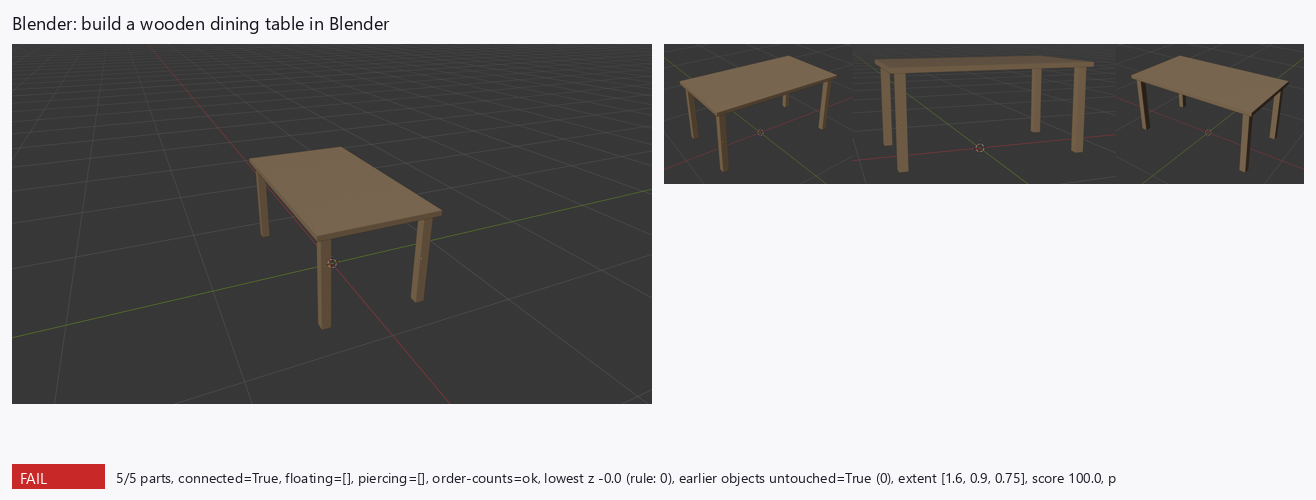 Blender: build a wooden dining table in Blender
FAIL
5/5 parts, connected=True, floating=[], piercing=[], order-counts=ok, lowest z -0.0 (rule: 0), earlier objects untouched=True (0), extent [1.6, 0.9, 0.75], score 100.0, p